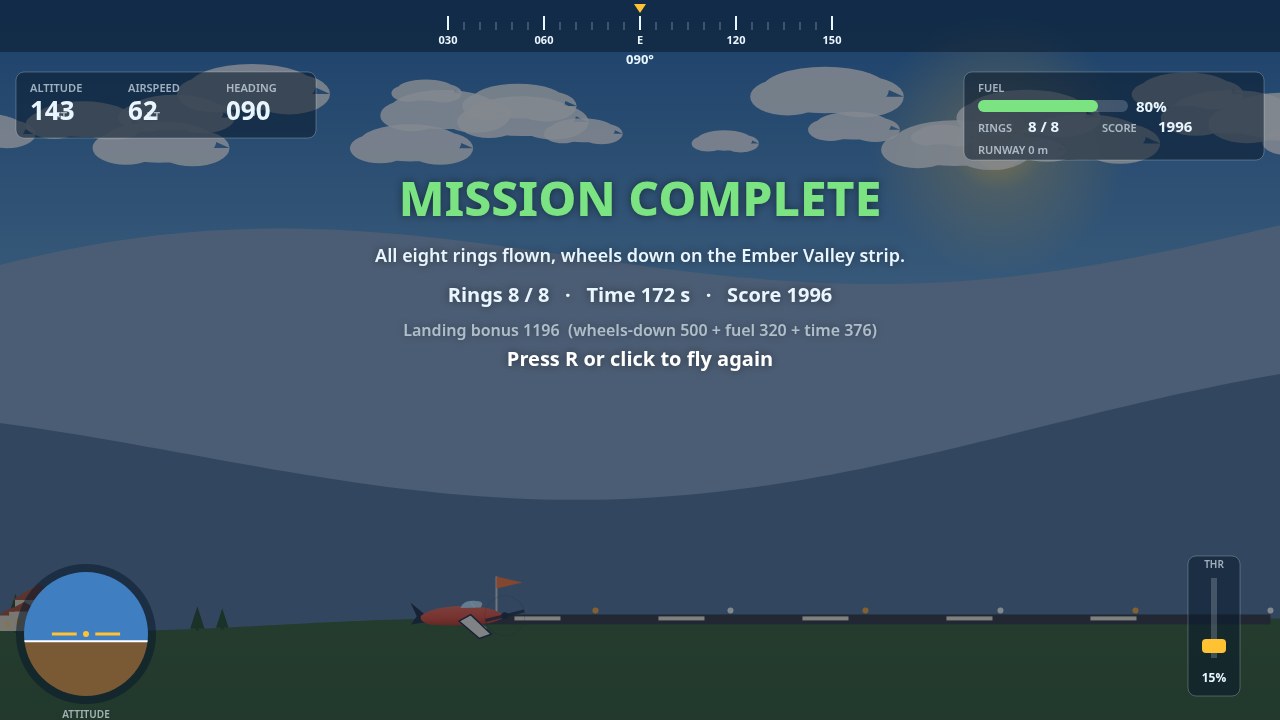 030 060 E 120 150
090°
ALTITUDE AIRSPEED HEADING
143 62 090
FUEL
80%
RINGS 8 / 8 SCORE 1996
RUNWAY 0 m
MISSION COMPLETE
All eight rings flown, wheels down on the Ember Valley strip.
Rings 8 / 8 · Time 172 s · Score 1996
Landing bonus 1196 (wheels-down 500 + fuel 320 + time 376)
Press R or click to fly again
THR
15%
ATTITUDE